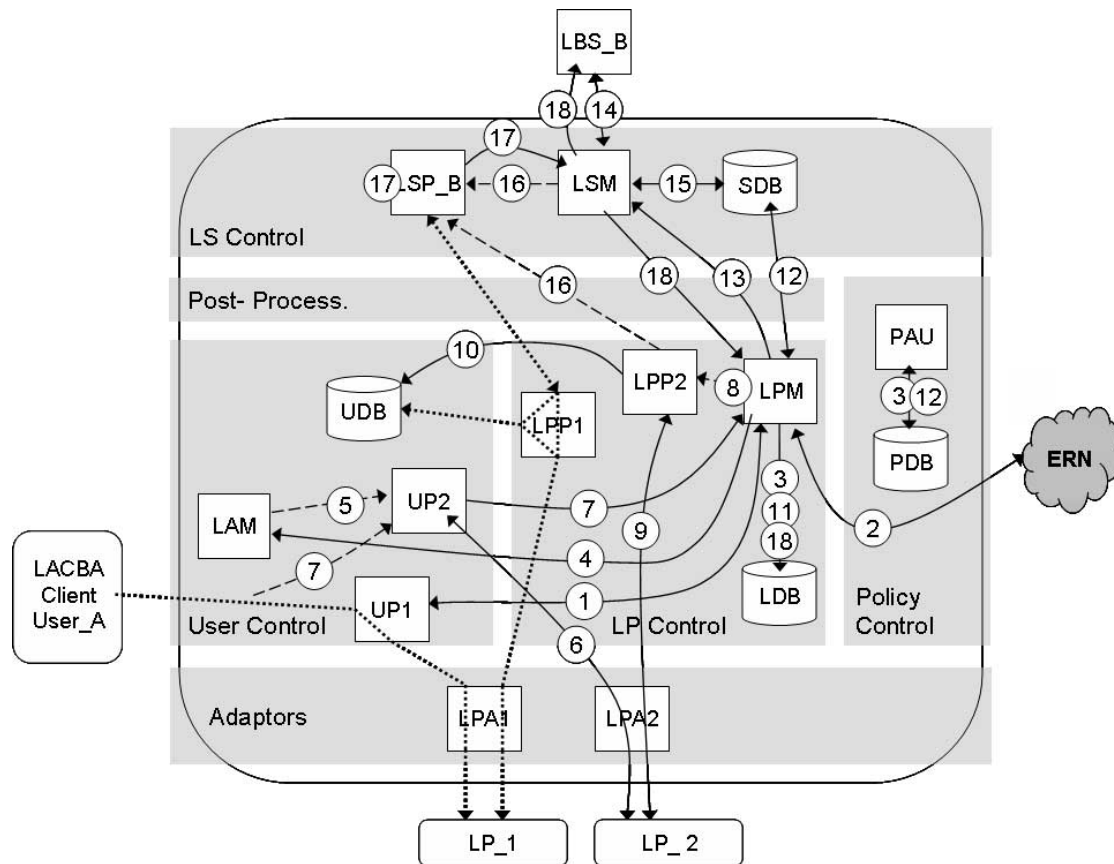 LBS_B
18
14
17
17
LSP_B
16
LSM
15
SDB
LS Control
16
18
13
12
Post- Process.
PAU
10
8
LPP2
LPM
3
12
UDB
LPP1
PDB
ERN
3
5
UP2
7
9
11
2
LAM
18
7
4
LACBA
Client
User_A
UP1
1
LDB
User Control
6
LP Control
Policy
Control
Adaptors
LPA1
LPA2
LP_1
LP_ 2